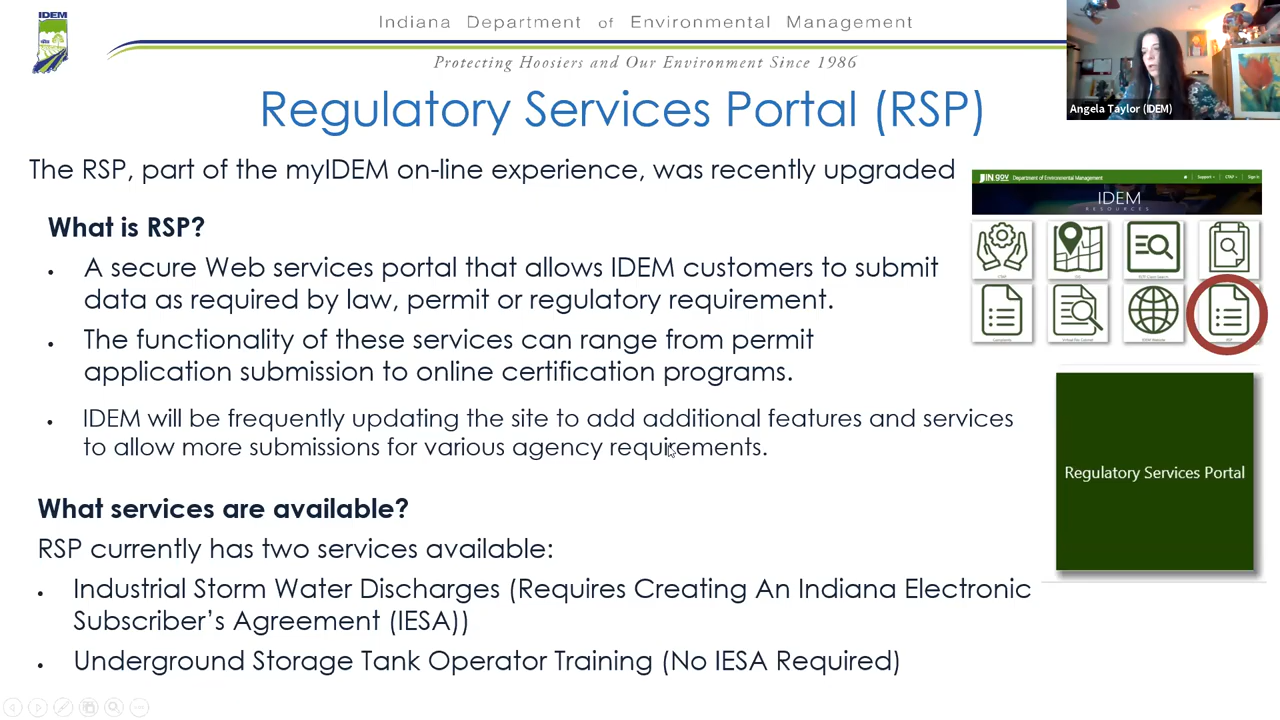 IDEM
Indiana Department of Environmental Management
Protecting Hoosiers and Our Environment Since 1986
Angela Taylor (IDEM)
Regulatory Services Portal (RSP)
The RSP, part of the myIDEM on-line experience, was recently upgraded
What is RSP?
• A secure Web services portal that allows IDEM customers to submit
data as required by law, permit or regulatory requirement.
• The functionality of these services can range from permit
application submission to online certification programs.
• IDEM will be frequently updating the site to add additional features and services
to allow more submissions for various agency requirements.
What services are available?
RSP currently has two services available:
• Industrial Storm Water Discharges (Requires Creating An Indiana Electronic
Subscriber’s Agreement (IESA))
• Underground Storage Tank Operator Training (No IESA Required)
IN.gov Department of Environmental Management
Support CTAP Sign In
IDEM
RESOURCES
Regulatory Services Portal